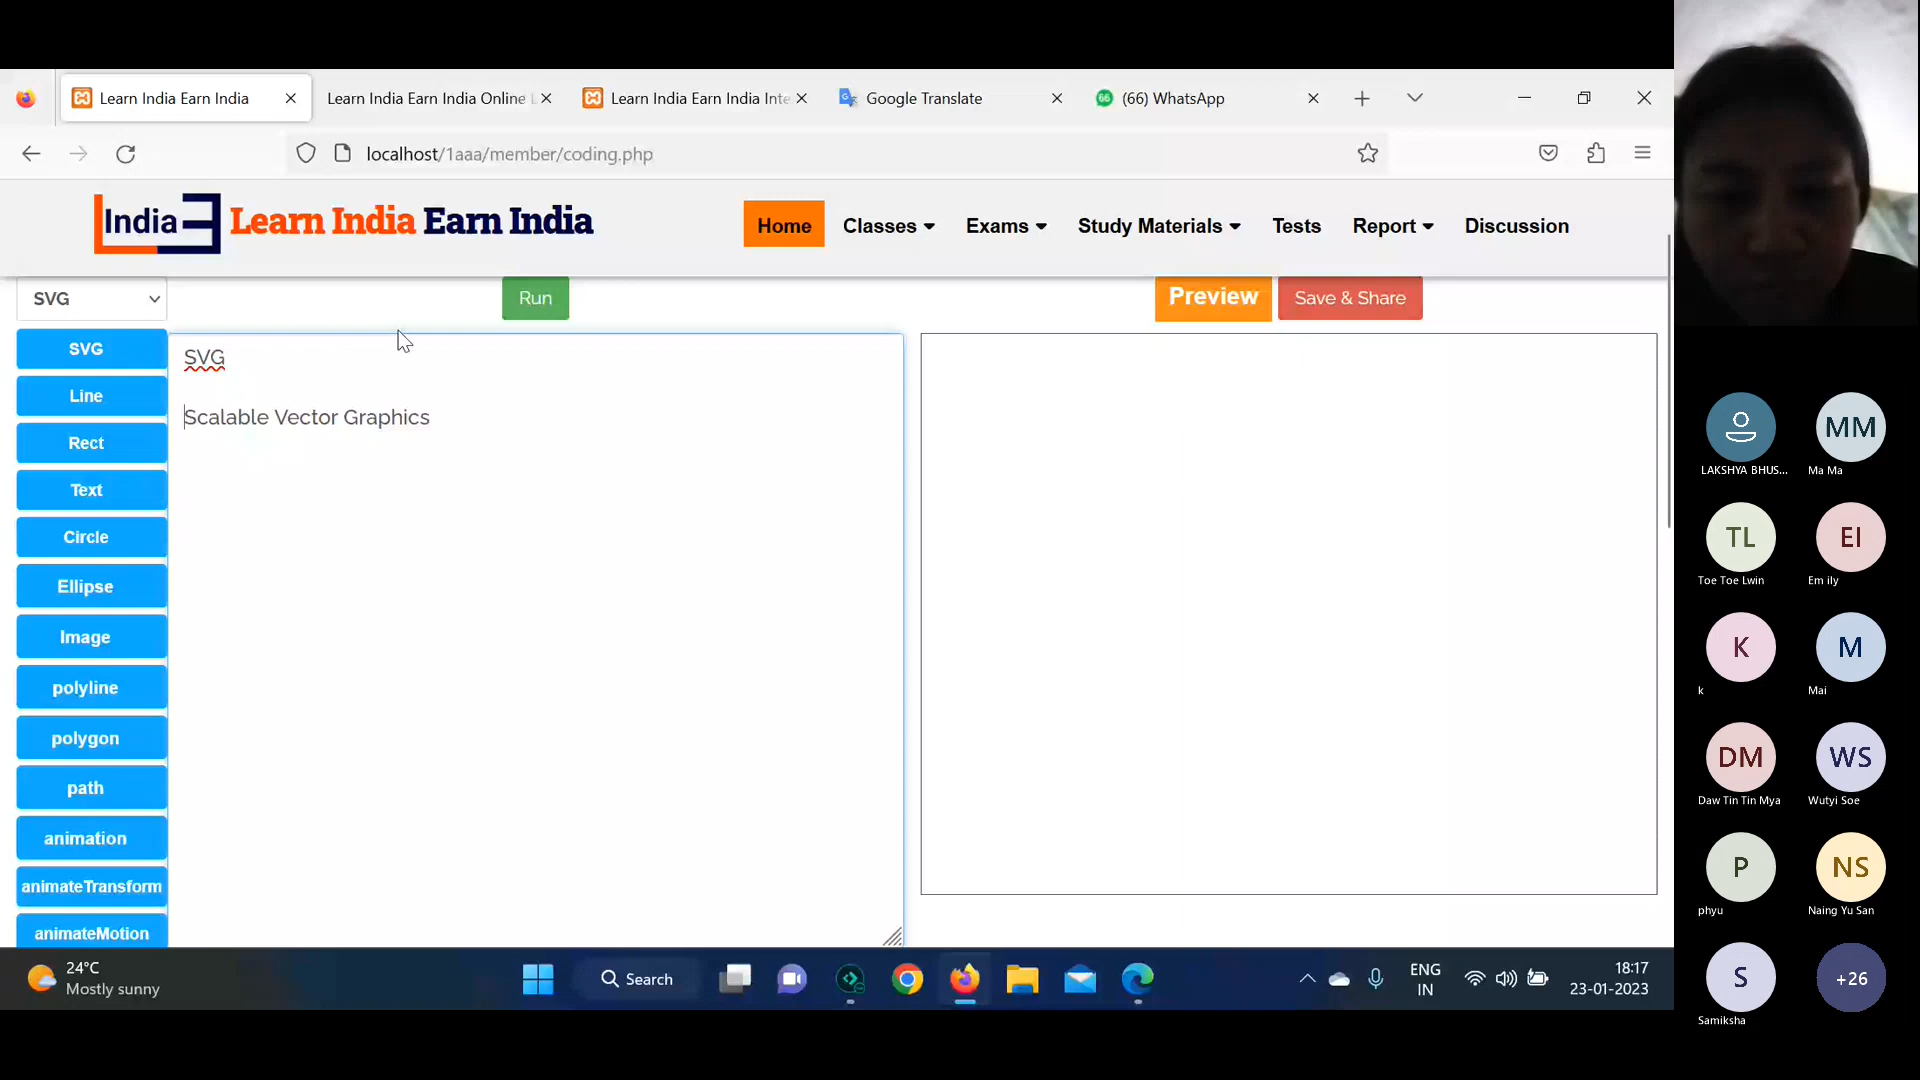 Learn India Earn India
Learn India Earn India Online
Learn India Earn India Inte
Google Translate
66
(66) WhatsApp
localhost/1aaa/member/coding.php
India
Learn India Earn India
Home
Classes
Exams
Study Materials
Tests
Report
Discussion
SVG
Run
Preview
Save & Share
SVG
Line
Rect
Text
Circle
Ellipse
Image
polyline
polygon
path
animation
animateTransform
animateMotion
SVG
Scalable Vector Graphics
LAKSHYA BHUS...
MM
Ma Ma
TL
Toe Toe Lwin
EI
Em ily
K
k
M
Mai
DM
Daw Tin Tin Mya
WS
Wutyi Soe
P
phyu
NS
Naing Yu San
S
Samiksha
+26
24°C
Mostly sunny
Search
ENG
IN
18:17
23-01-2023